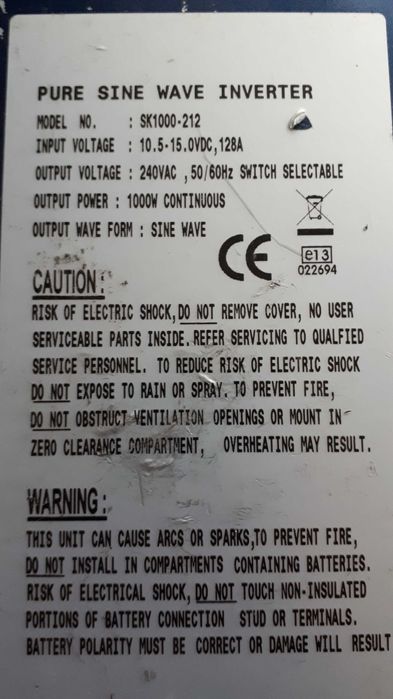 PURE SINE WAVE INVERTER
MODEL NO. : SK1000-212
INPUT VOLTAGE : 10.5-15.0VDC,128A
OUTPUT VOLTAGE : 240VAC ,50/60Hz SWITCH SELECTABLE
OUTPUT POWER : 1000W CONTINUOUS
OUTPUT WAVE FORM : SINE WAVE
CE
e13
022694
CAUTION:
RISK OF ELECTRIC SHOCK, DO NOT REMOVE COVER, NO USER
SERVICEABLE PARTS INSIDE. REFER SERVICING TO QUALFIED
SERVICE PERSONNEL. TO REDUCE RISK OF ELECTRIC SHOCK
DO NOT EXPOSE TO RAIN OR SPRAY. TO PREVENT FIRE,
DO NOT OBSTRUCT VENTILATION OPENINGS OR MOUNT IN
ZERO CLEARANCE COMPARTMENT, OVERHEATING MAY RESULT.
WARNING:
THIS UNIT CAN CAUSE ARCS OR SPARKS,TO PREVENT FIRE,
DO NOT INSTALL IN COMPARTMENTS CONTAINING BATTERIES.
RISK OF ELECTRICAL SHOCK, DO NOT TOUCH NON-INSULATED
PORTIONS OF BATTERY CONNECTION STUD OR TERMINALS.
BATTERY POLARITY MUST BE CORRECT OR DAMAGE WILL RESULT